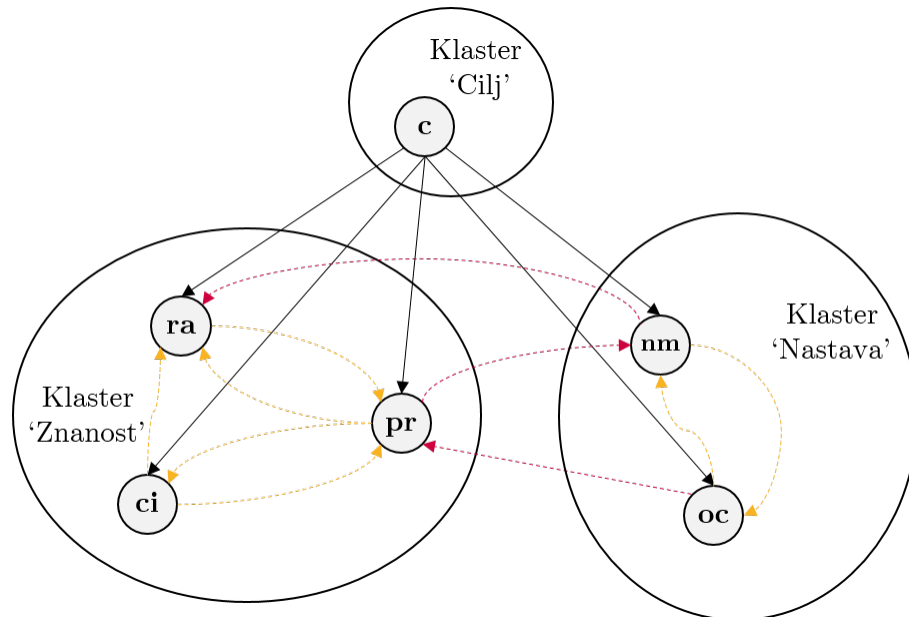 Klaster
‘Cilj’
c
ra
nm
Klaster
‘Nastava’
Klaster
‘Znanost’
pr
ci
oc